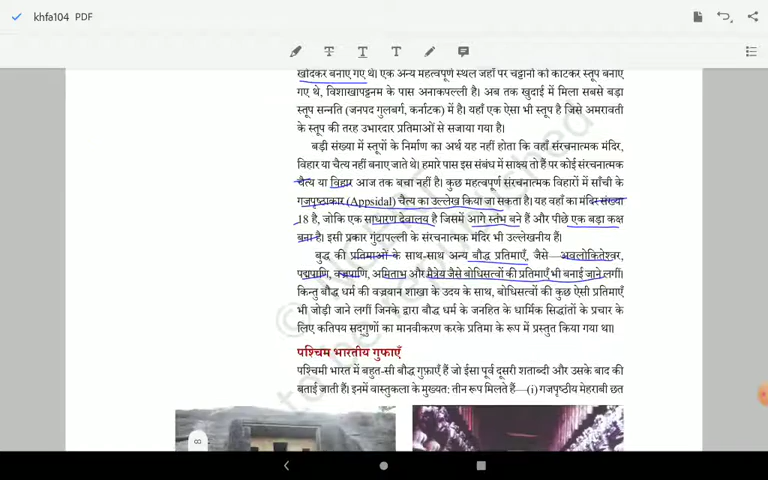 khfa104 PDF
खोदकर बनाए गए थे। एक अन्य महत्वपूर्ण स्थल जहाँ पर चट्टानों को काटकर स्तूप बनाए
गए थे, विशाखापट्टनम के पास अनाकपल्ली है। अब तक खुदाई में मिला सबसे बड़ा
स्तूप सन्नति (जनपद गुलबर्ग, कर्नाटक) में है। यहाँ एक ऐसा भी स्तूप है जिसे अमरावती
के स्तूप की तरह उभारदार प्रतिमाओं से सजाया गया है।
बड़ी संख्या में स्तूपों के निर्माण का अर्थ यह नहीं होता कि वहाँ संरचनात्मक मंदिर,
विहार या चैत्य नहीं बनाए जाते थे। हमारे पास इस संबंध में साक्ष्य तो हैं पर कोई संरचनात्मक
चैत्य या विहार आज तक बचा नहीं है। कुछ महत्वपूर्ण संरचनात्मक विहारों में साँची के
गजपृष्ठाकार (Appsidal) चैत्य का उल्लेख किया जा सकता है। यह वहाँ का मंदिर संख्या
18 है, जोकि एक साधारण देवालय है जिसमें आगे स्तंभ बने हैं और पीछे एक बड़ा कक्ष
बना है। इसी प्रकार गुंटापल्ली के संरचनात्मक मंदिर भी उल्लेखनीय हैं।
बुद्ध की प्रतिमाओं के साथ-साथ अन्य बौद्ध प्रतिमाएँ, जैसे— अवलोकितेश्वर,
पद्मपाणि, वज्रपाणि, अमिताभ और मैत्रेय जैसे बोधिसत्वों की प्रतिमाएँ भी बनाई जाने लगीं।
किन्तु बौद्ध धर्म की वज्रयान शाखा के उदय के साथ, बोधिसत्वों की कुछ ऐसी प्रतिमाएँ
भी जोड़ी जाने लगीं जिनके द्वारा बौद्ध धर्म के जनहित के धार्मिक सिद्धांतों के प्रचार के
लिए कतिपय सद्गुणों का मानवीकरण करके प्रतिमा के रूप में प्रस्तुत किया गया था।
पश्चिम भारतीय गुफाएँ
पश्चिमी भारत में बहुत-सी बौद्ध गुफ़ाएँ हैं जो ईसा पूर्व दूसरी शताब्दी और उसके बाद की
बताई जाती हैं। इनमें वास्तुकला के मुख्यत: तीन रूप मिलते हैं—(i) गजपृष्ठीय मेहराबी छत
© NCERT
to be republished
8